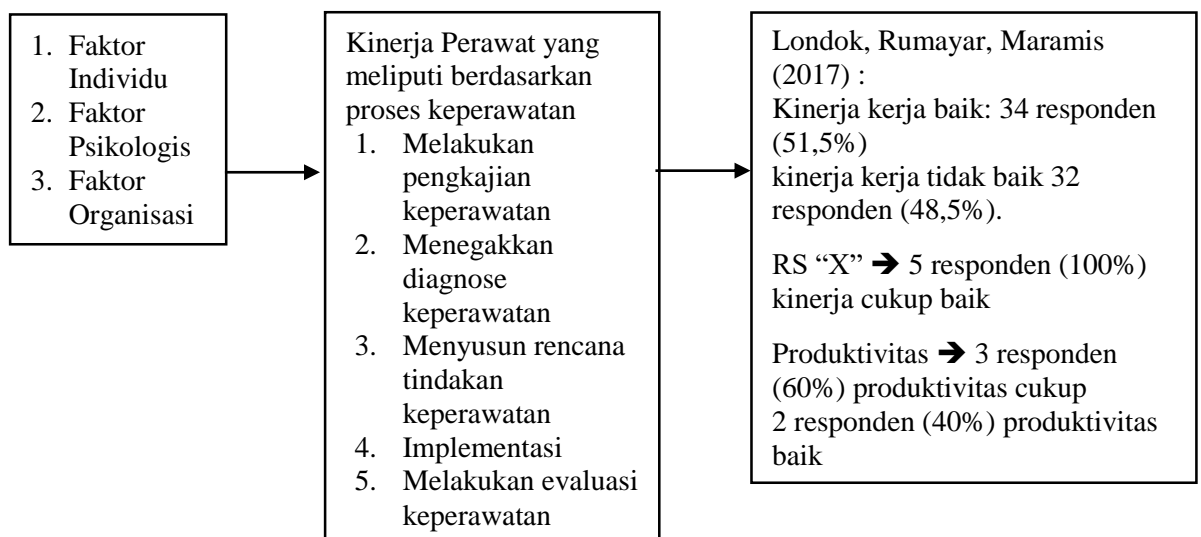 1. Faktor
Individu
2. Faktor
Psikologis
3. Faktor
Organisasi
Kinerja Perawat yang
meliputi berdasarkan
proses keperawatan
1. Melakukan
pengkajian
keperawatan
2. Menegakkan
diagnose
keperawatan
3. Menyusun rencana
tindakan
keperawatan
4. Implementasi
5. Melakukan evaluasi
keperawatan
Londok, Rumayar, Maramis
(2017) :
Kinerja kerja baik: 34 responden
(51,5%)
kinerja kerja tidak baik 32
responden (48,5%).
RS “X” ➔ 5 responden (100%)
kinerja cukup baik
Produktivitas ➔ 3 responden
(60%) produktivitas cukup
2 responden (40%) produktivitas
baik